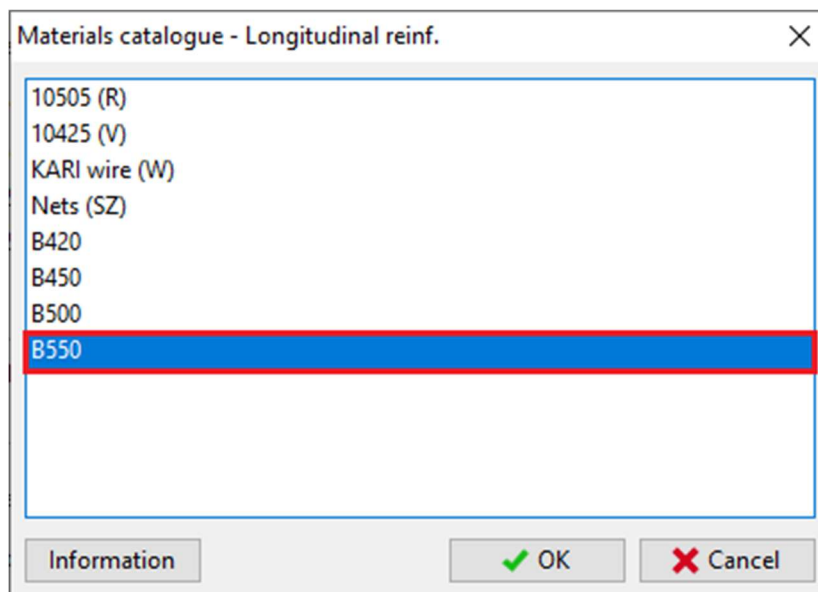 Materials catalogue - Longitudinal reinf.
10505 (R)
10425 (V)
KARI wire (W)
Nets (SZ)
B420
B450
B500
B550
Information
OK
Cancel